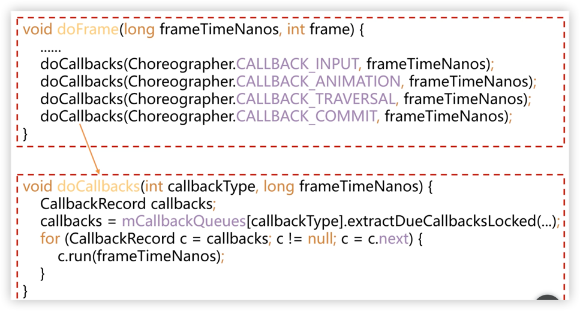 void doFrame(long frameTimeNanos, int frame) {
......
doCallbacks(Choreographer.CALLBACK_INPUT, frameTimeNanos);
doCallbacks(Choreographer.CALLBACK_ANIMATION, frameTimeNanos);
doCallbacks(Choreographer.CALLBACK_TRAVERSAL, frameTimeNanos);
doCallbacks(Choreographer.CALLBACK_COMMIT, frameTimeNanos);
}
void doCallbacks(int callbackType, long frameTimeNanos) {
CallbackRecord callbacks;
callbacks = mCallbackQueues[callbackType].extractDueCallbacksLocked(...);
for (CallbackRecord c = callbacks; c != null; c = c.next) {
c.run(frameTimeNanos);
}
}